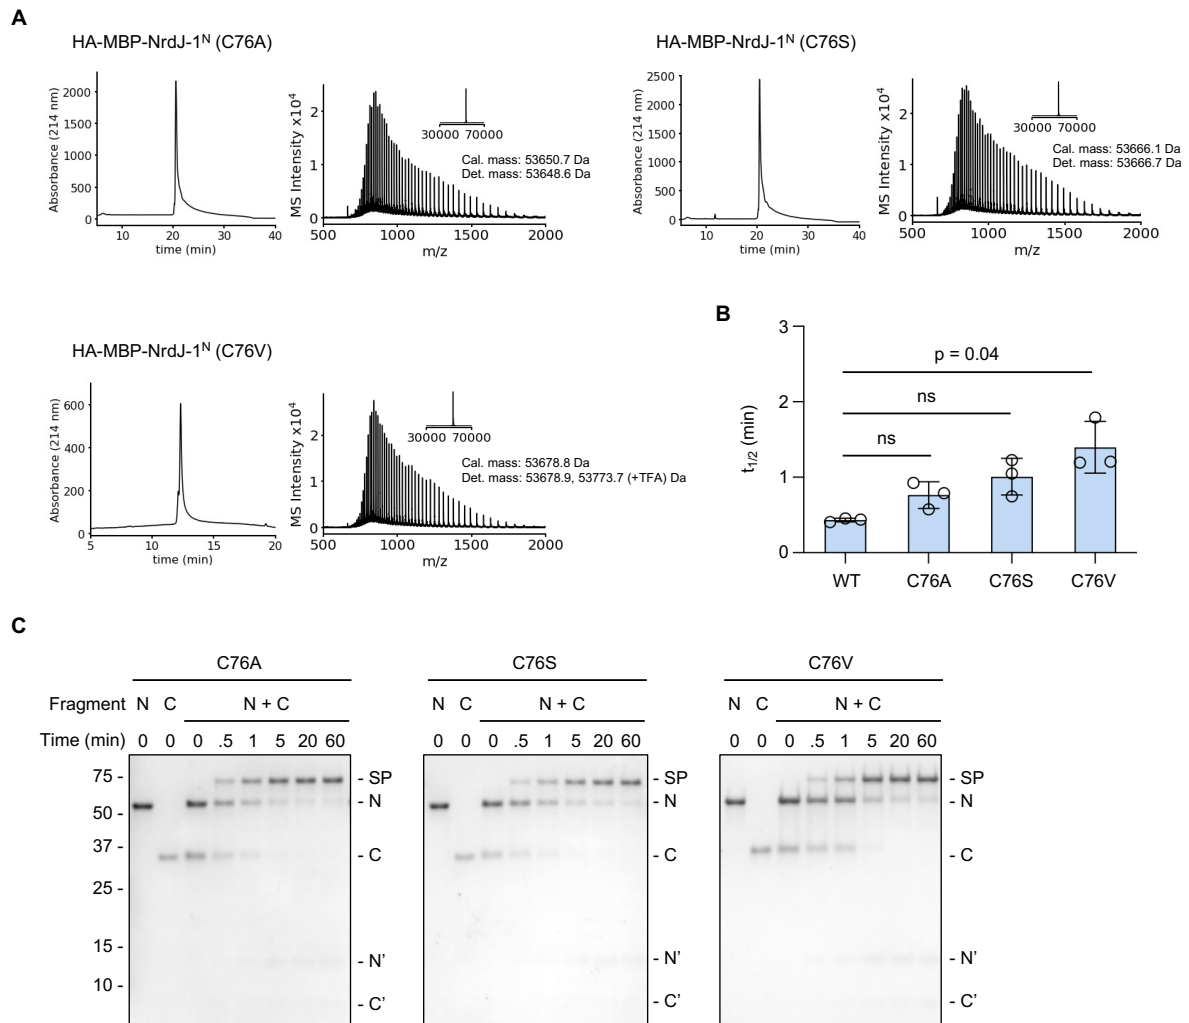 A
HA-MBP-NrdJ-1ᴺ (C76A)
Absorbance (214 nm)
2000
1500
1000
500
0
10 20 30 40
time (min)
MS Intensity x10⁴
2
1
0
500 1000 1500 2000
m/z
30000 70000
Cal. mass: 53650.7 Da
Det. mass: 53648.6 Da
HA-MBP-NrdJ-1ᴺ (C76S)
Absorbance (214 nm)
2500
2000
1500
1000
500
0
10 20 30 40
time (min)
MS Intensity x10⁴
2
1
0
500 1000 1500 2000
m/z
30000 70000
Cal. mass: 53666.1 Da
Det. mass: 53666.7 Da
HA-MBP-NrdJ-1ᴺ (C76V)
Absorbance (214 nm)
600
400
200
0
5 10 15 20
time (min)
MS Intensity x10⁴
2
1
0
500 1000 1500 2000
m/z
30000 70000
Cal. mass: 53678.8 Da
Det. mass: 53678.9, 53773.7 (+TFA) Da
B
t1/2 (min)
3
2
1
0
p = 0.04
ns
ns
WT C76A C76S C76V
C
C76A
Fragment N C N + C
Time (min) 0 0 0 .5 1 5 20 60
75 -
50 -
37 -
25 -
15 -
10 -
- SP
- N
- C
- N'
- C'
C76S
N C N + C
0 0 0 .5 1 5 20 60
- SP
- N
- C
- N'
- C'
C76V
N C N + C
0 0 0 .5 1 5 20 60
- SP
- N
- C
- N'
- C'